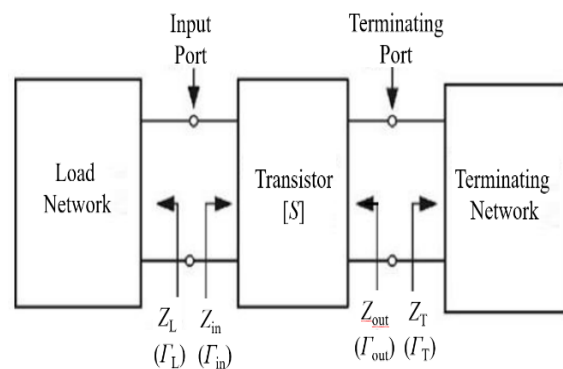 Input
Port
Terminating
Port
Load
Network
Transistor
[S]
Terminating
Network
Z_L Z_in Z_out Z_T
(Γ_L) (Γ_in) (Γ_out) (Γ_T)